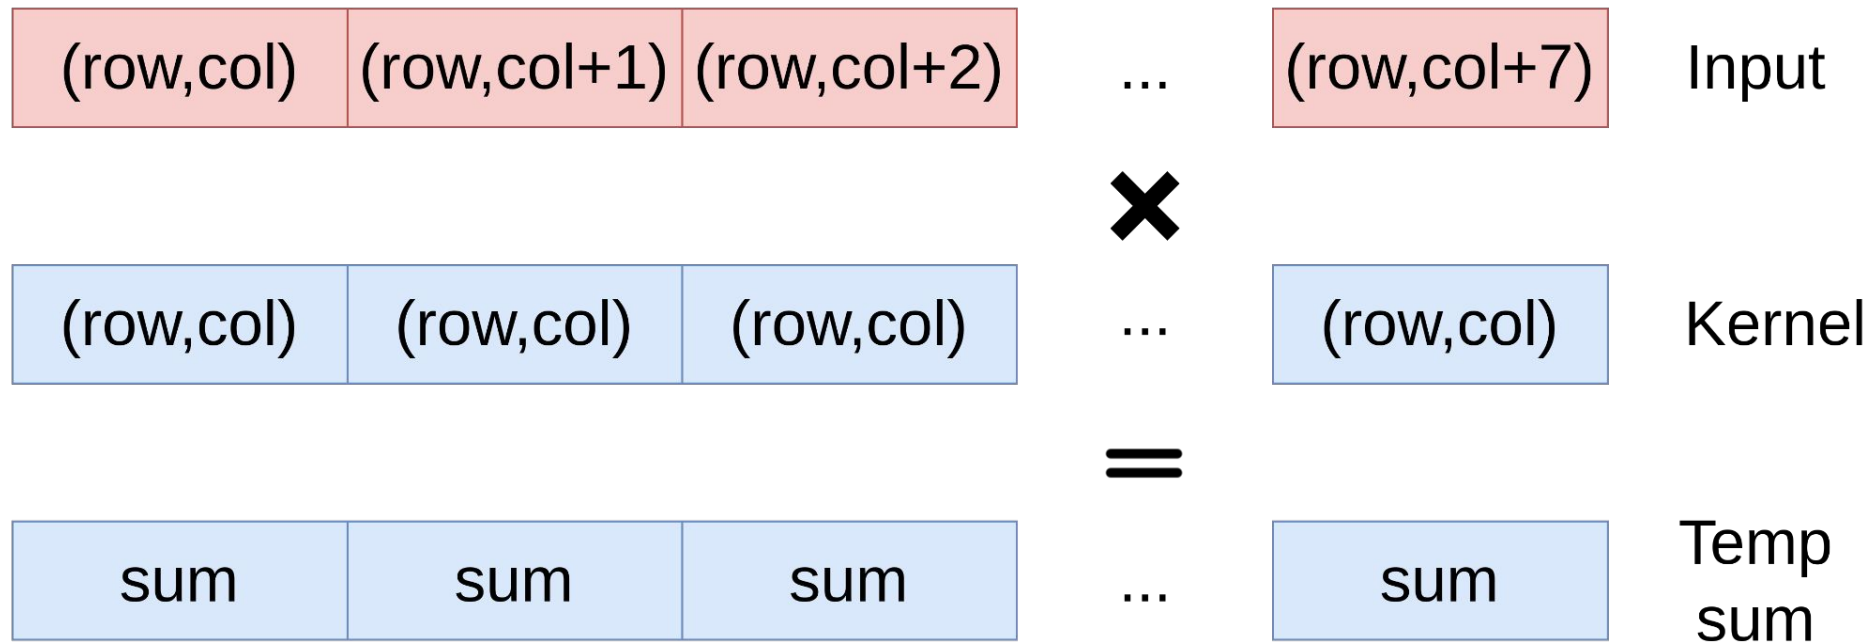 (row,col) (row,col+1) (row,col+2) ... (row,col+7) Input
(row,col) (row,col) (row,col) ... (row,col) Kernel
sum sum sum ... sum Temp
sum